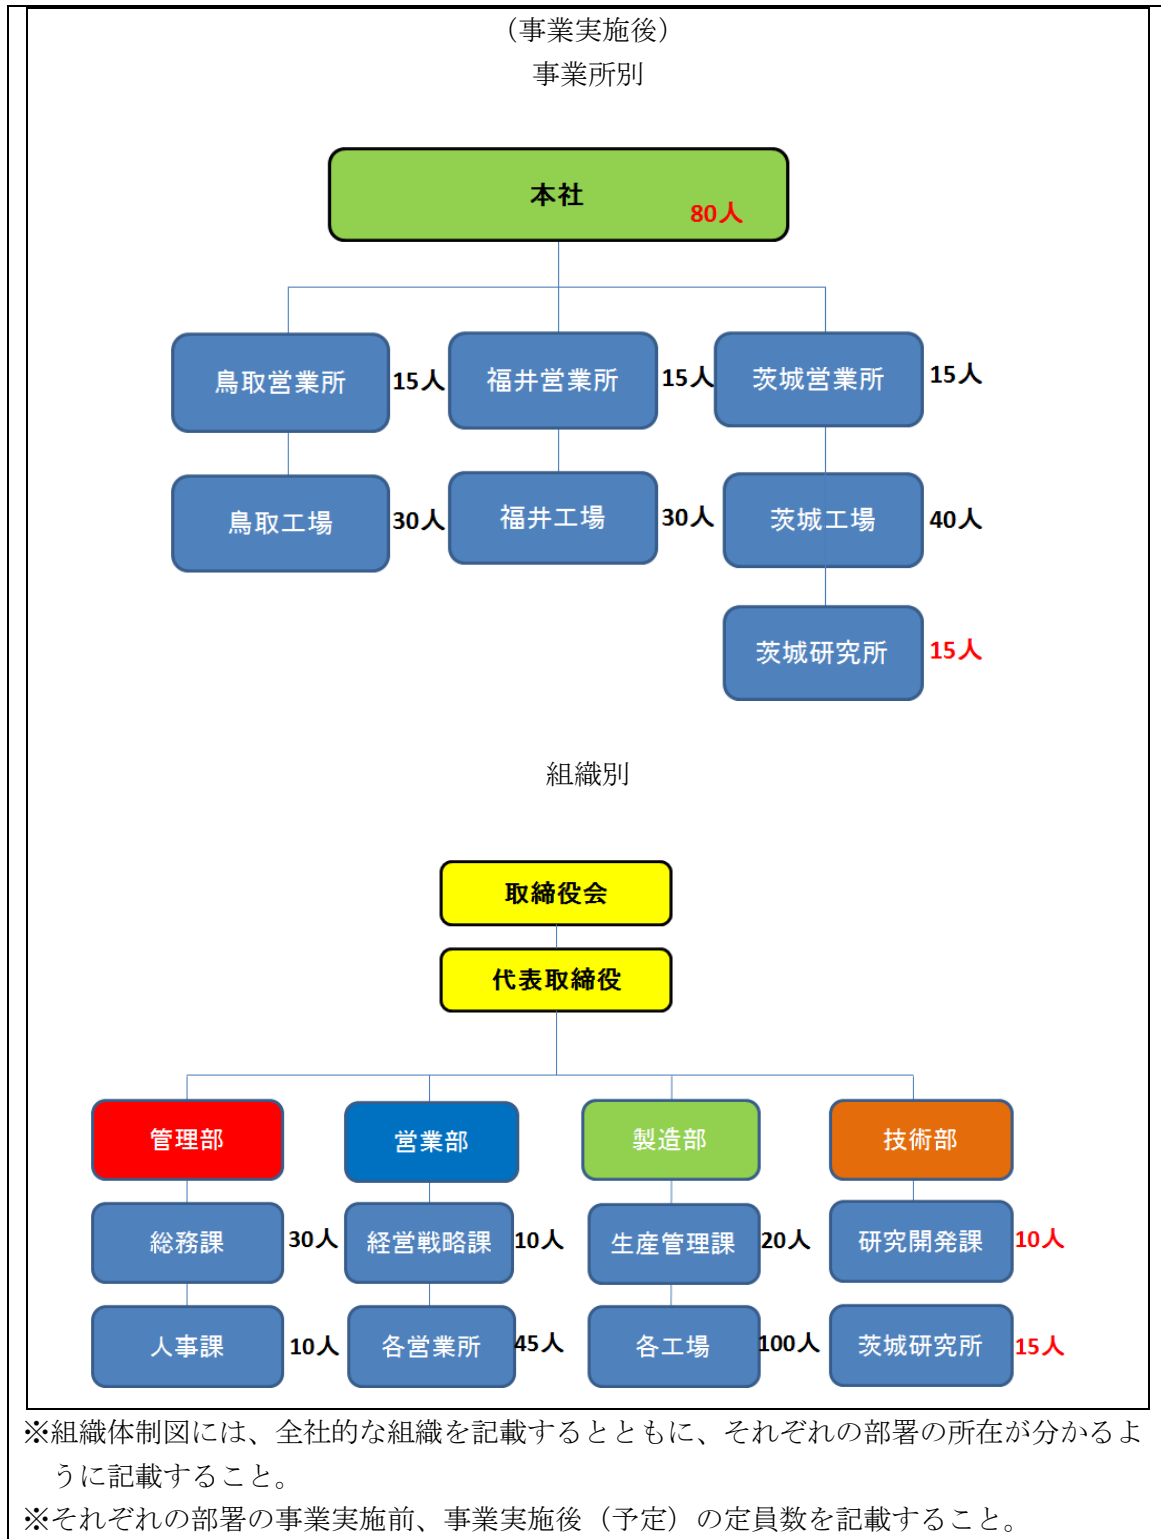 （事業実施後）
事業所別
本社
80人
鳥取営業所 15人 福井営業所 15人 茨城営業所 15人
鳥取工場 30人 福井工場 30人 茨城工場 40人
茨城研究所 15人
組織別
取締役会
代表取締役
管理部 営業部 製造部 技術部
総務課 30人 経営戦略課 10人 生産管理課 20人 研究開発課 10人
人事課 10人 各営業所 45人 各工場 100人 茨城研究所 15人
※組織体制図には、全社的な組織を記載するとともに、それぞれの部署の所在が分かるよ
うに記載すること。
※それぞれの部署の事業実施前、事業実施後（予定）の定員数を記載すること。